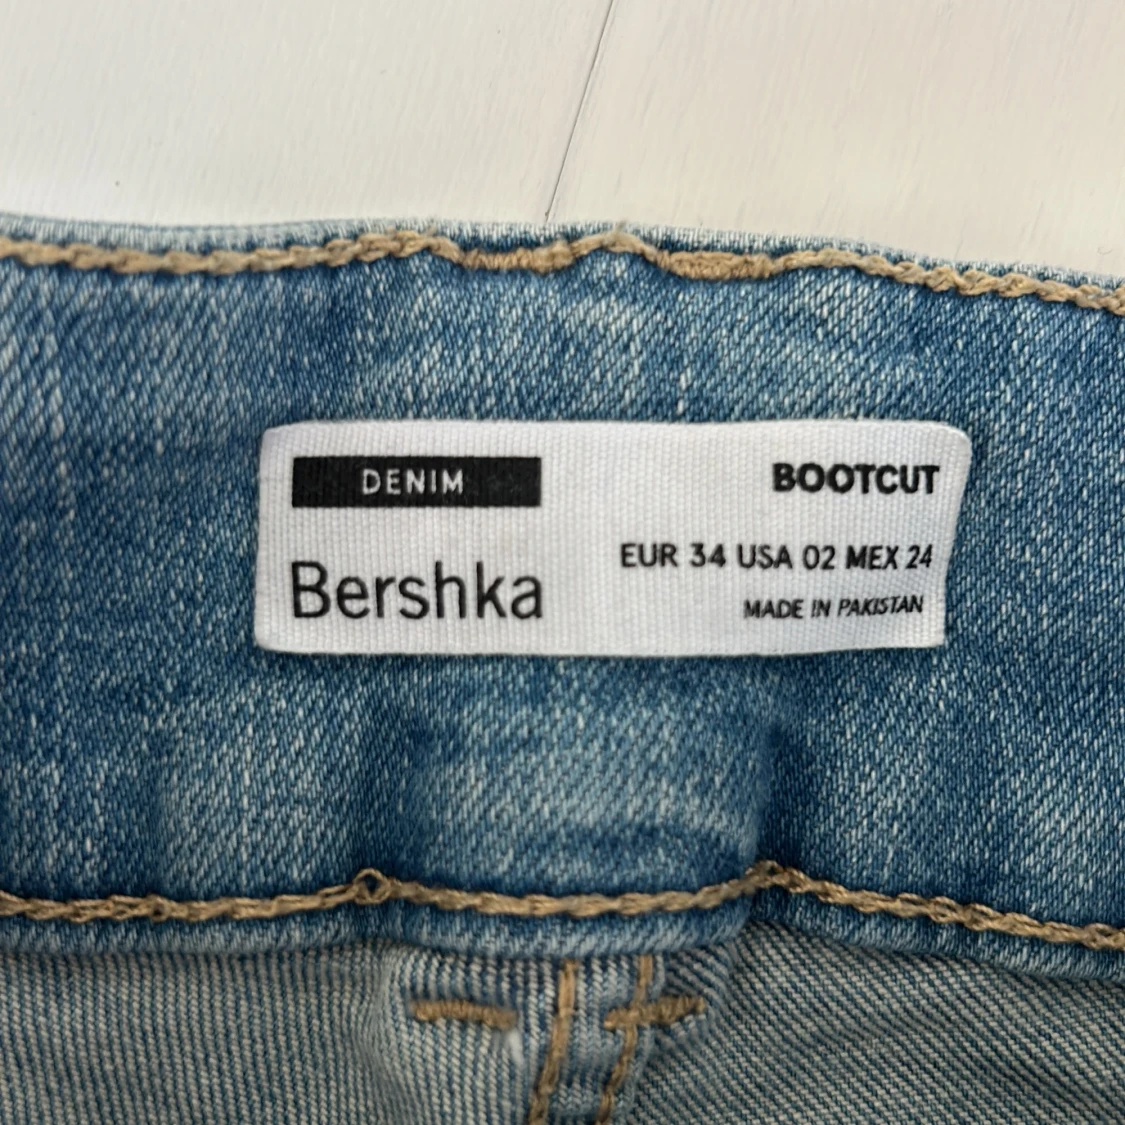 DENIM
Bershka
BOOTCUT
EUR 34 USA 02 MEX 24
MADE IN PAKISTAN